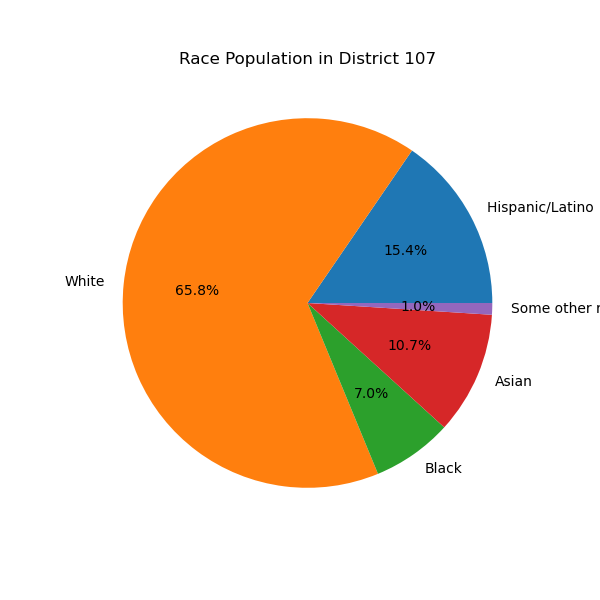 Race Population in District 107
Hispanic/Latino
15.4%
White
65.8%
1.0%
Some other
10.7%
Asian
7.0%
Black